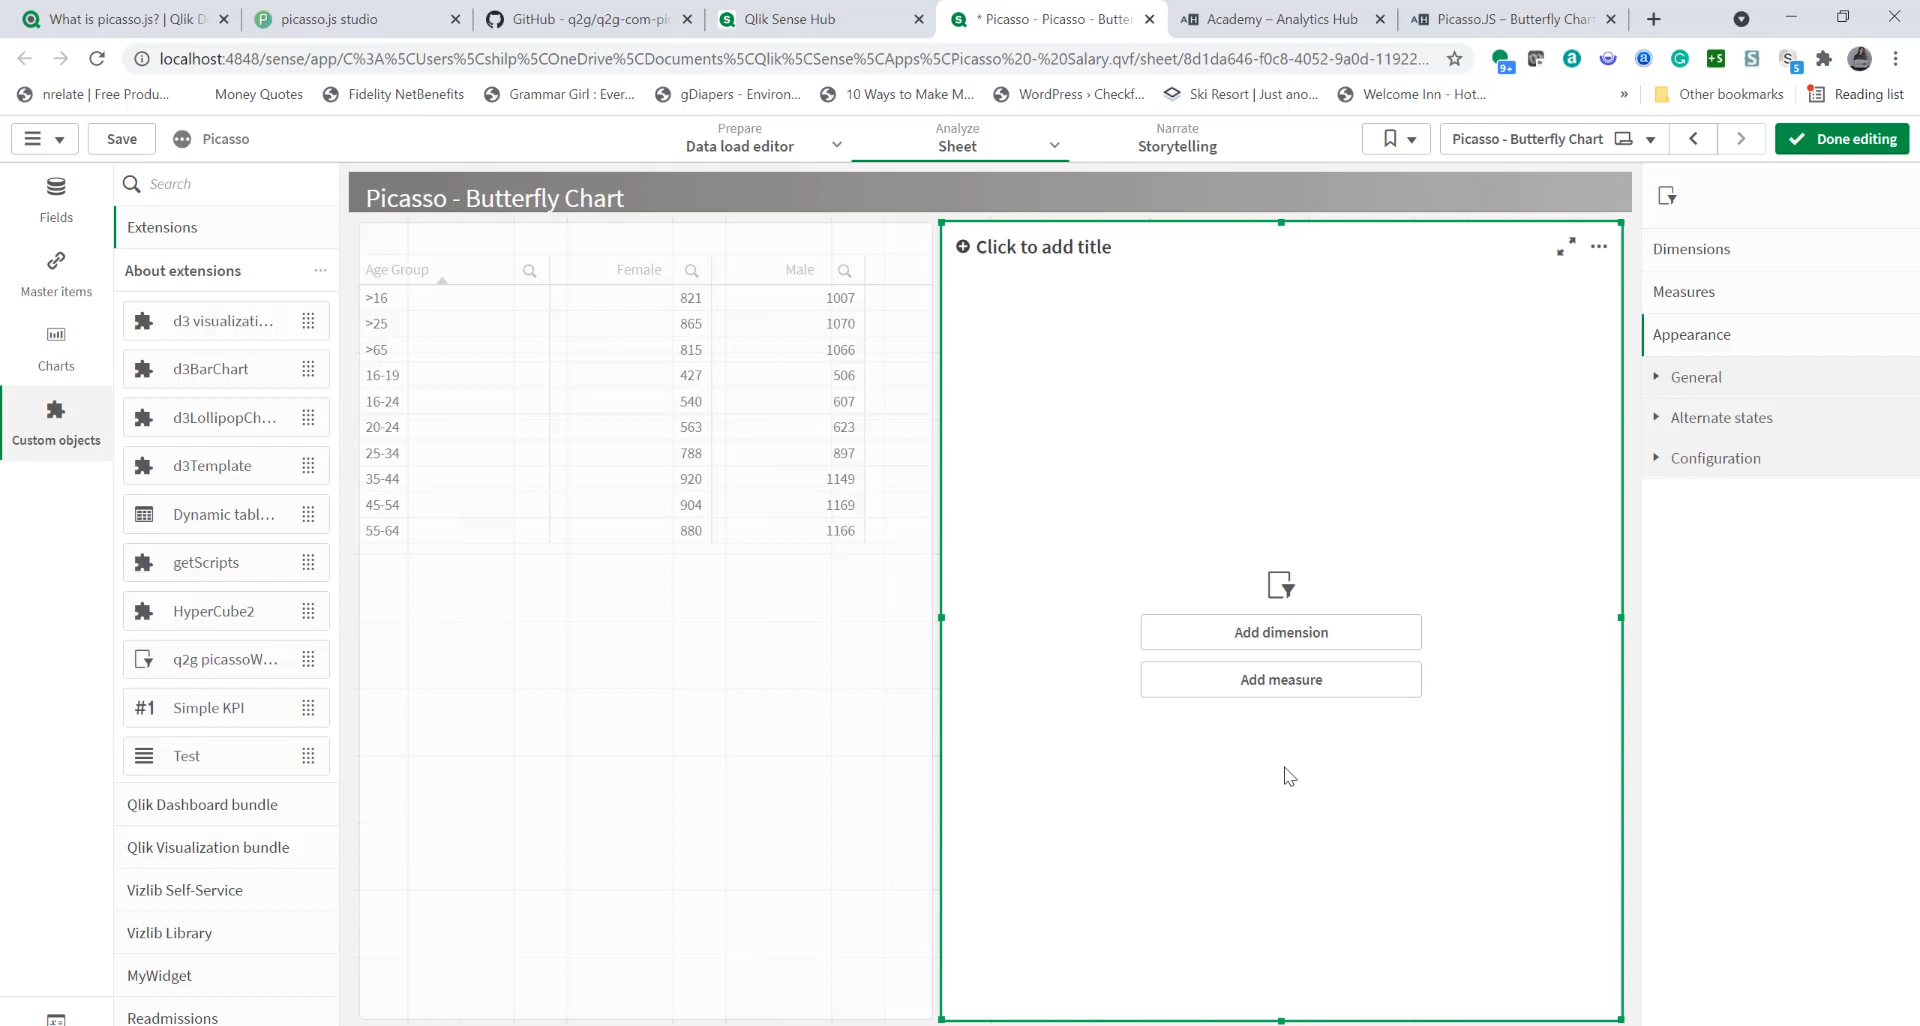 What is picasso.js? | Qlik D
picasso.js studio
GitHub - q2g/q2g-com-pic
Qlik Sense Hub
* Picasso - Picasso - Butte
Academy – Analytics Hub
PicassoJS – Butterfly Chart
localhost:4848/sense/app/C%3A%5CUsers%5Cshilp%5COneDrive%5CDocuments%5CQlik%5CSense%5CApps%5CPicasso%20-%20Salary.qvf/sheet/8d1da646-f0c8-4052-9a0d-11922...
9+
+S
5
nrelate | Free Produ...
Money Quotes
Fidelity NetBenefits
Grammar Girl : Ever...
gDiapers - Environ...
10 Ways to Make M...
WordPress › Checkf...
Ski Resort | Just ano...
Welcome Inn - Hot...
»
Other bookmarks
Reading list
Save
Picasso
Prepare
Data load editor
Analyze
Sheet
Narrate
Storytelling
Picasso - Butterfly Chart
Done editing
Fields
Master items
Charts
Custom objects
Search
Extensions
About extensions
d3 visualizati...
d3BarChart
d3LollipopCh...
d3Template
Dynamic tabl...
getScripts
HyperCube2
q2g picassoW...
#1 Simple KPI
Test
Qlik Dashboard bundle
Qlik Visualization bundle
Vizlib Self-Service
Vizlib Library
MyWidget
Readmissions
Picasso - Butterfly Chart
Age Group Female Male
>16 821 1007
>25 865 1070
>65 815 1066
16-19 427 506
16-24 540 607
20-24 563 623
25-34 788 897
35-44 920 1149
45-54 904 1169
55-64 880 1166
Click to add title
Add dimension
Add measure
Dimensions
Measures
Appearance
General
Alternate states
Configuration